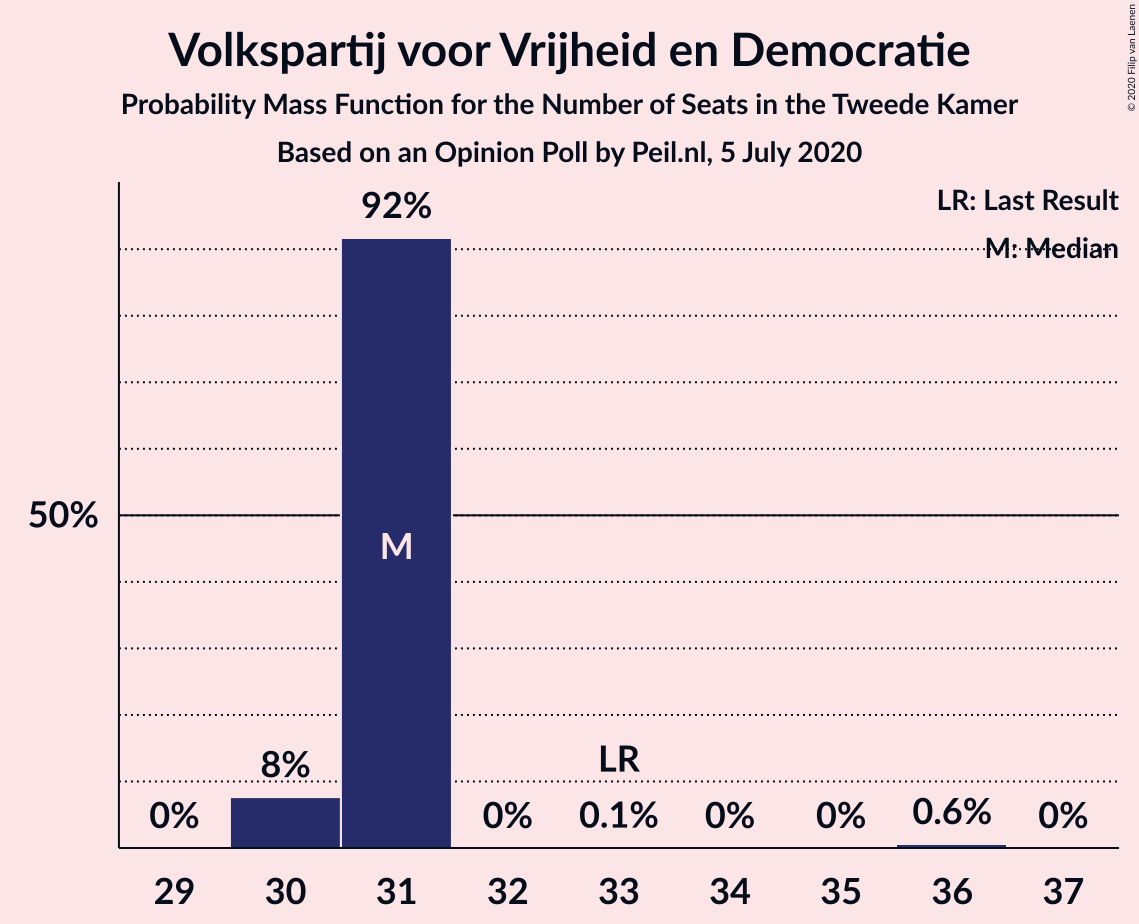 Volkspartij voor Vrijheid en Democratie
Probability Mass Function for the Number of Seats in the Tweede Kamer
Based on an Opinion Poll by Peil.nl, 5 July 2020
© 2020 Filip van Laenen
LR: Last Result
M: Median
92%
50%
M
LR
8%
0% 0% 0.1% 0% 0% 0.6% 0%
29 30 31 32 33 34 35 36 37